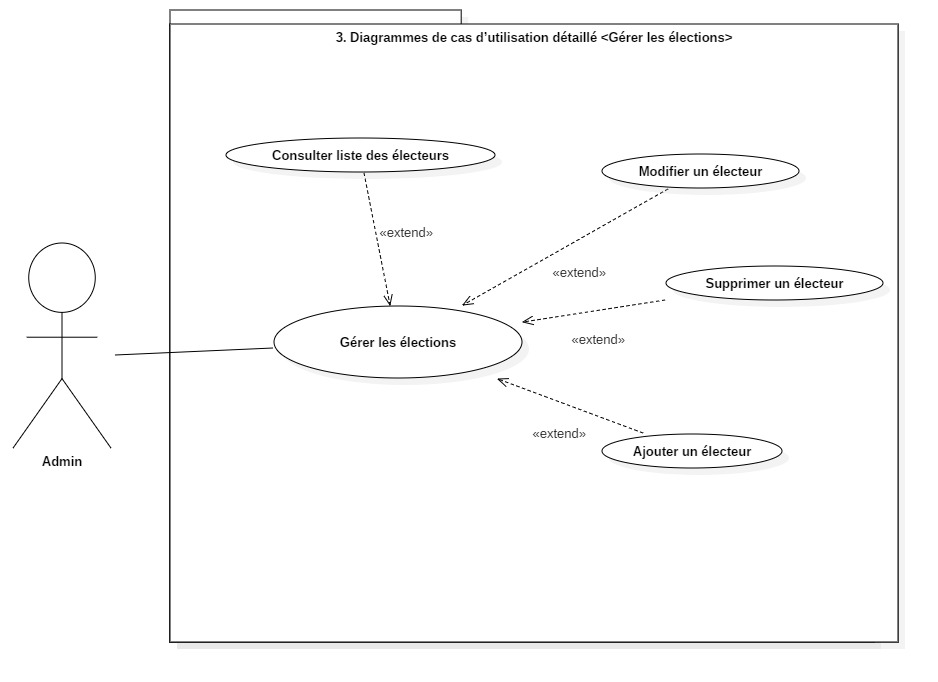 3. Diagrammes de cas d’utilisation détaillé <Gérer les élections>
Consulter liste des électeurs
Modifier un électeur
«extend»
«extend»
Supprimer un électeur
Gérer les élections
«extend»
«extend»
Ajouter un électeur
Admin